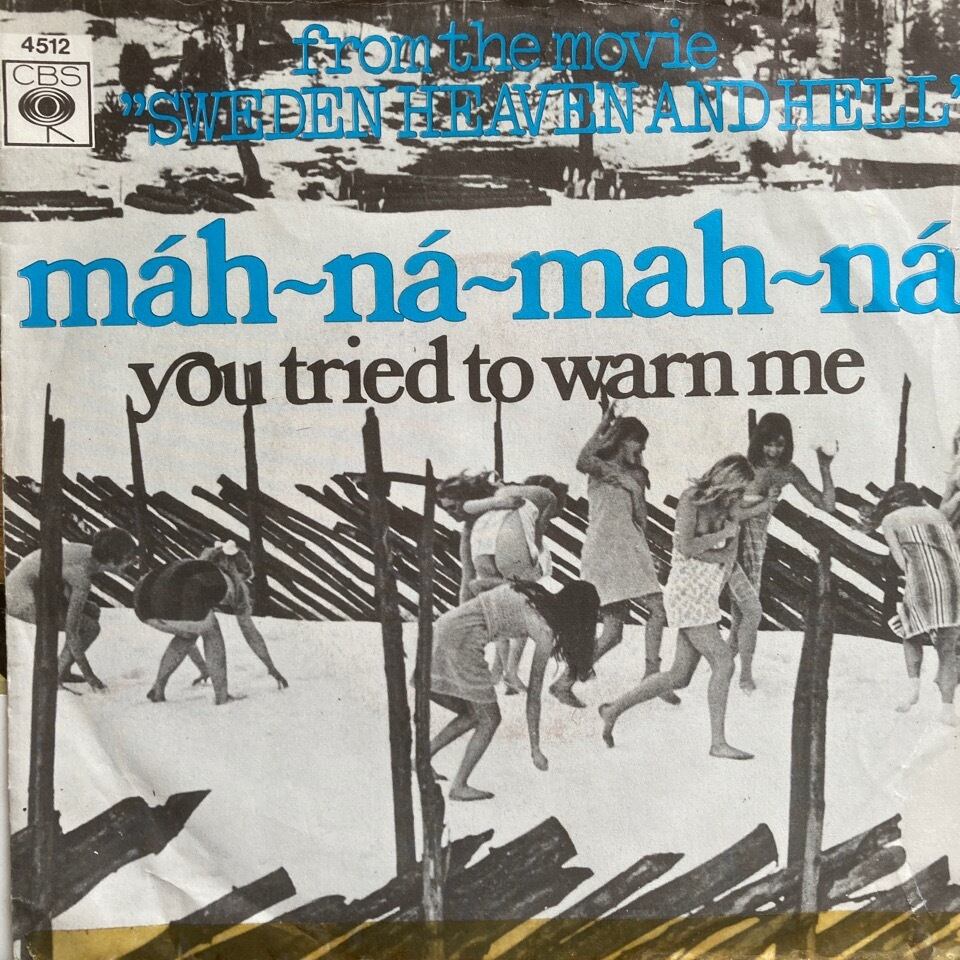 4512
CBS
from the movie
"SWEDEN HEAVEN AND HELL"
máh~ná~mah~ná
you tried to warn me